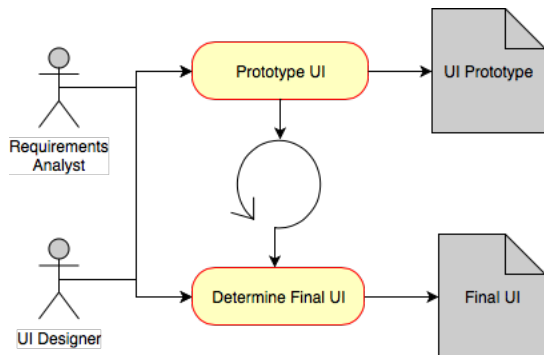 Prototype UI
UI Prototype
Requirements
Analyst
Determine Final UI
Final UI
UI Designer